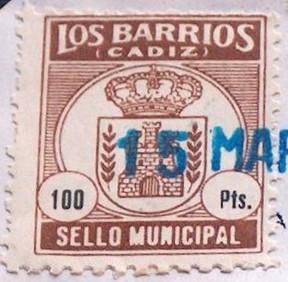 LOS BARRIOS
(CADIZ)
15 MAR
100 Pts.
SELLO MUNICIPAL